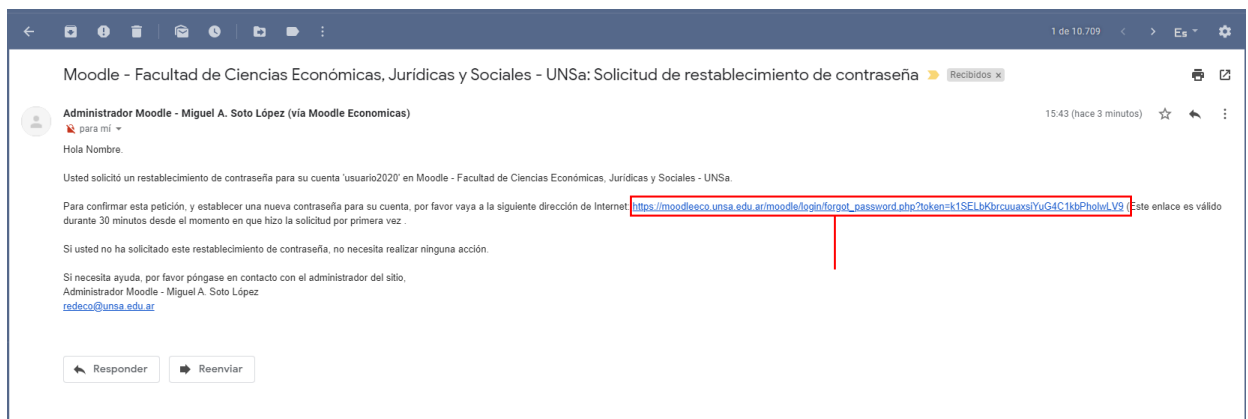 1 de 10.709
Es
Moodle - Facultad de Ciencias Económicas, Jurídicas y Sociales - UNSa: Solicitud de restablecimiento de contraseña
Recibidos x
Administrador Moodle - Miguel A. Soto López (vía Moodle Economicas)
15:43 (hace 3 minutos)
para mí
Hola Nombre.
Usted solicitó un restablecimiento de contraseña para su cuenta 'usuario2020' en Moodle - Facultad de Ciencias Económicas, Jurídicas y Sociales - UNSa.
Para confirmar esta petición, y establecer una nueva contraseña para su cuenta, por favor vaya a la siguiente dirección de Internet: https://moodleeco.unsa.edu.ar/moodle/login/forgot_password.php?token=k1SELbKbrcuuaxsiYuG4C1kbPholwLV9 (Este enlace es válido
durante 30 minutos desde el momento en que hizo la solicitud por primera vez .
Si usted no ha solicitado este restablecimiento de contraseña, no necesita realizar ninguna acción.
Si necesita ayuda, por favor póngase en contacto con el administrador del sitio,
Administrador Moodle - Miguel A. Soto López
redeco@unsa.edu.ar
Responder
Reenviar